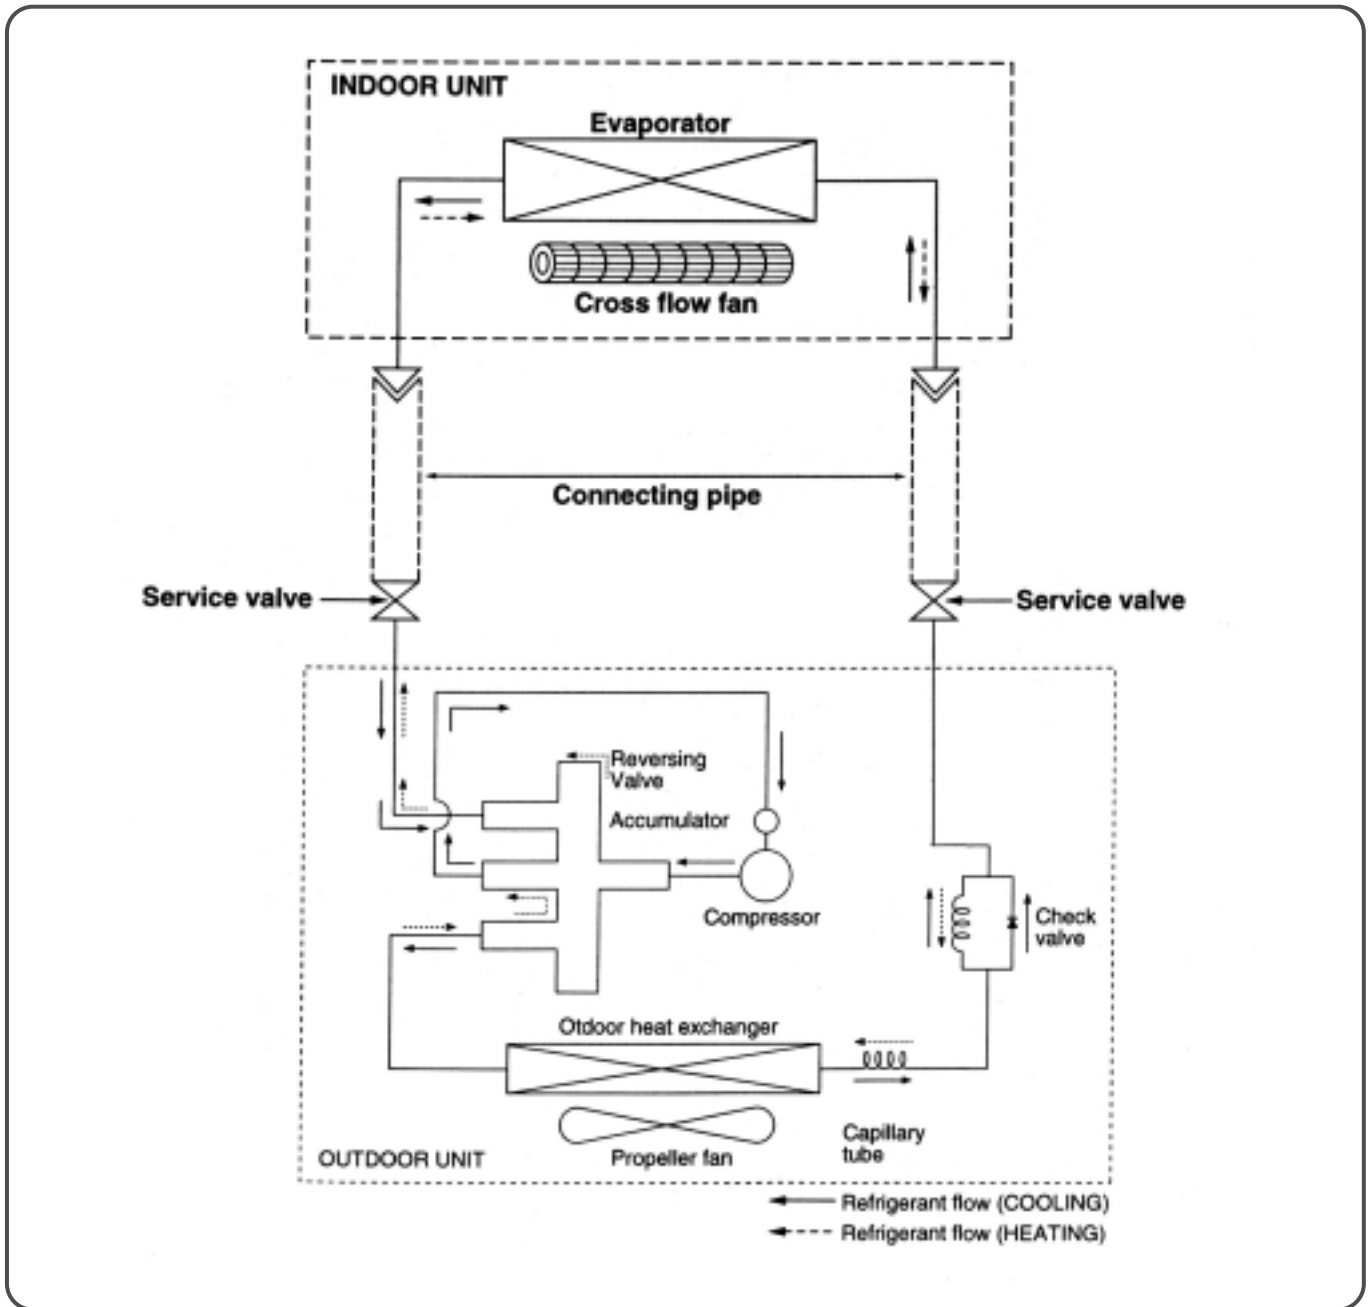 INDOOR UNIT
Evaporator
Cross flow fan
Connecting pipe
Service valve
Service valve
Reversing
Valve
Accumulator
Compressor
Check
valve
Otdoor heat exchanger
Capillary
tube
OUTDOOR UNIT
Propeller fan
Refrigerant flow (COOLING)
Refrigerant flow (HEATING)